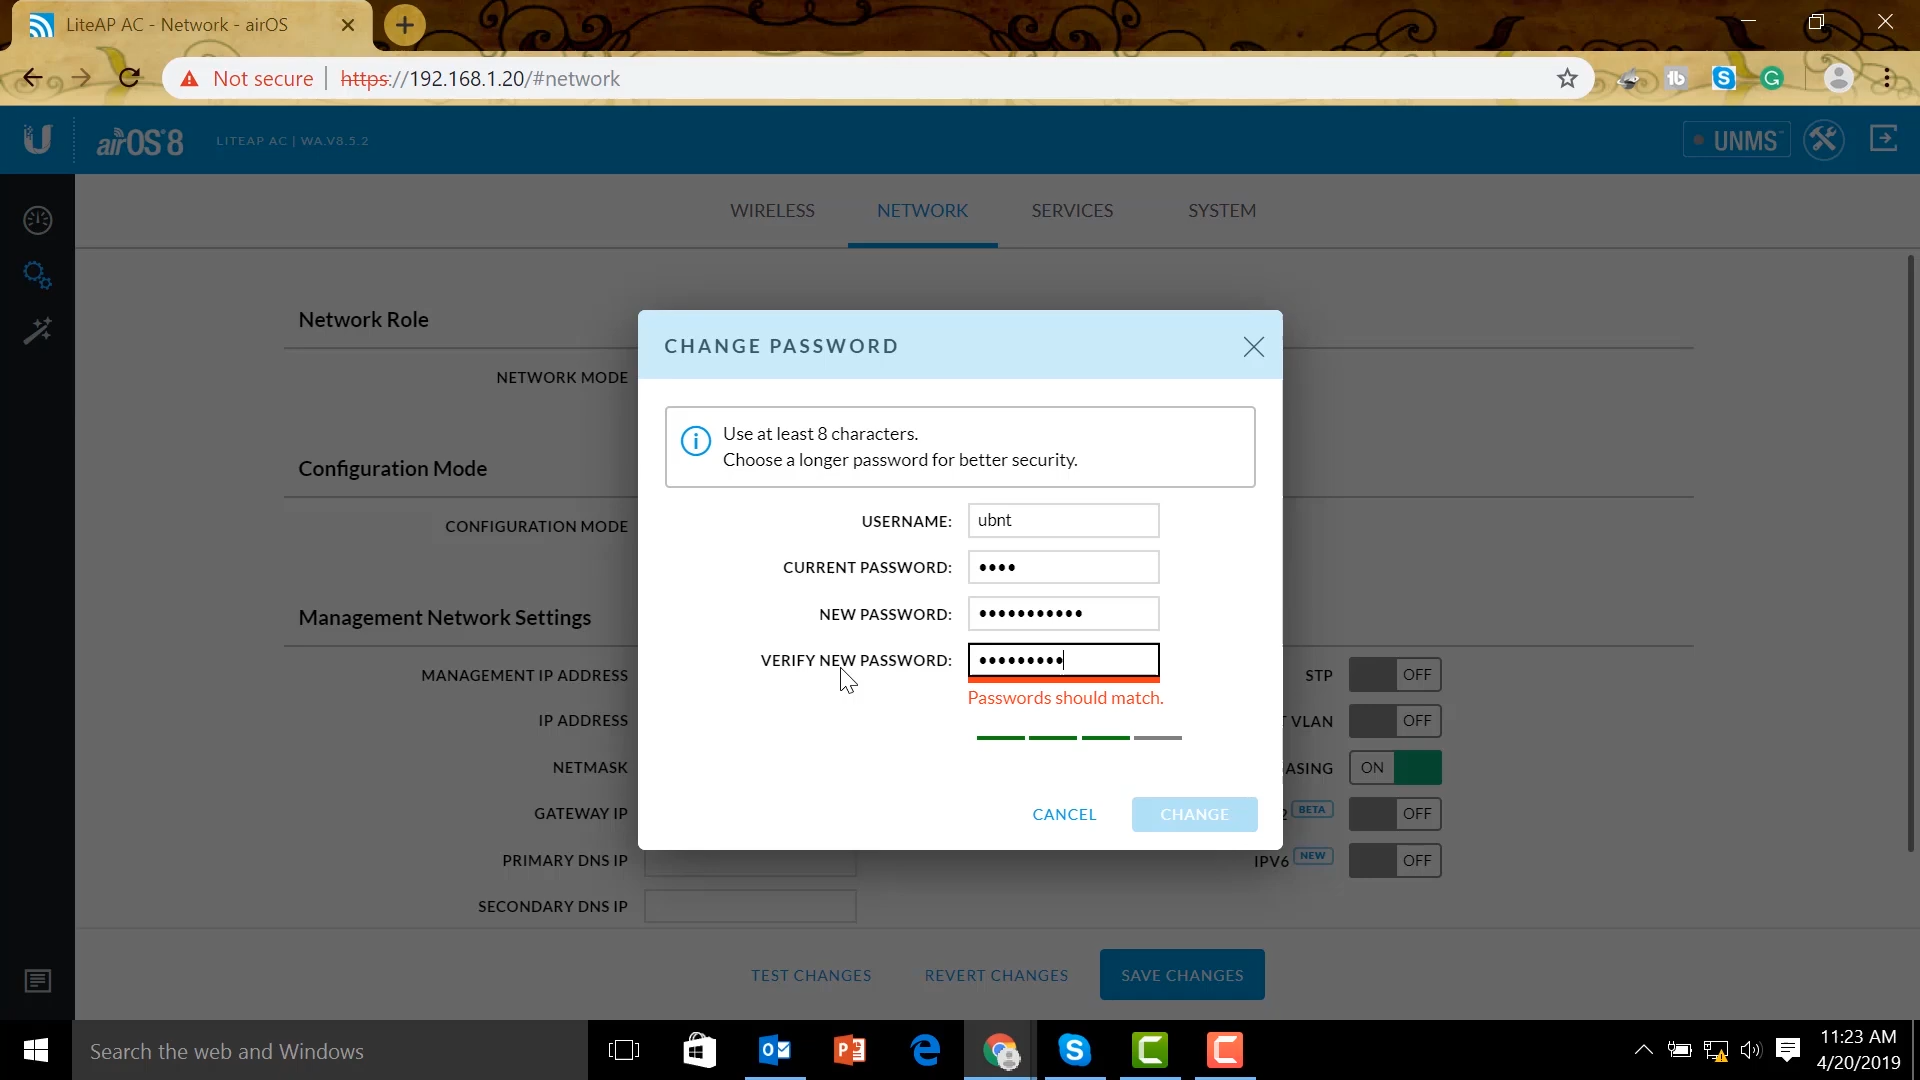 LiteAP AC - Network - airOS
Not secure | https://192.168.1.20/#network
airOS 8
LITEAP AC | WA.V8.5.2
UNMS
WIRELESS
NETWORK
SERVICES
SYSTEM
Network Role
NETWORK MODE
Configuration Mode
CONFIGURATION MODE
Management Network Settings
MANAGEMENT IP ADDRESS
IP ADDRESS
NETMASK
GATEWAY IP
PRIMARY DNS IP
SECONDARY DNS IP
CHANGE PASSWORD
Use at least 8 characters.
Choose a longer password for better security.
USERNAME: ubnt
CURRENT PASSWORD: ••••
NEW PASSWORD: •••••••••••
VERIFY NEW PASSWORD: •••••••••
Passwords should match.
CANCEL
CHANGE
STP OFF
VLAN OFF
ASING ON
2 BETA OFF
IPV6 NEW OFF
TEST CHANGES
REVERT CHANGES
SAVE CHANGES
Search the web and Windows
11:23 AM
4/20/2019